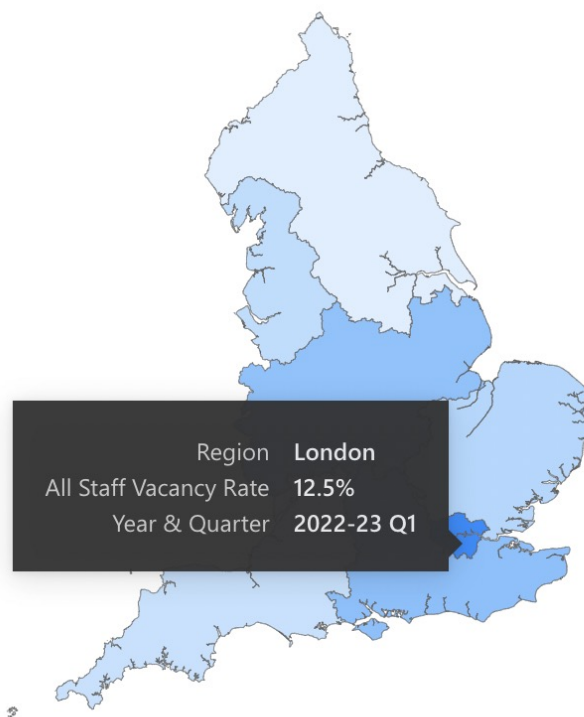 Region London
All Staff Vacancy Rate 12.5%
Year & Quarter 2022-23 Q1